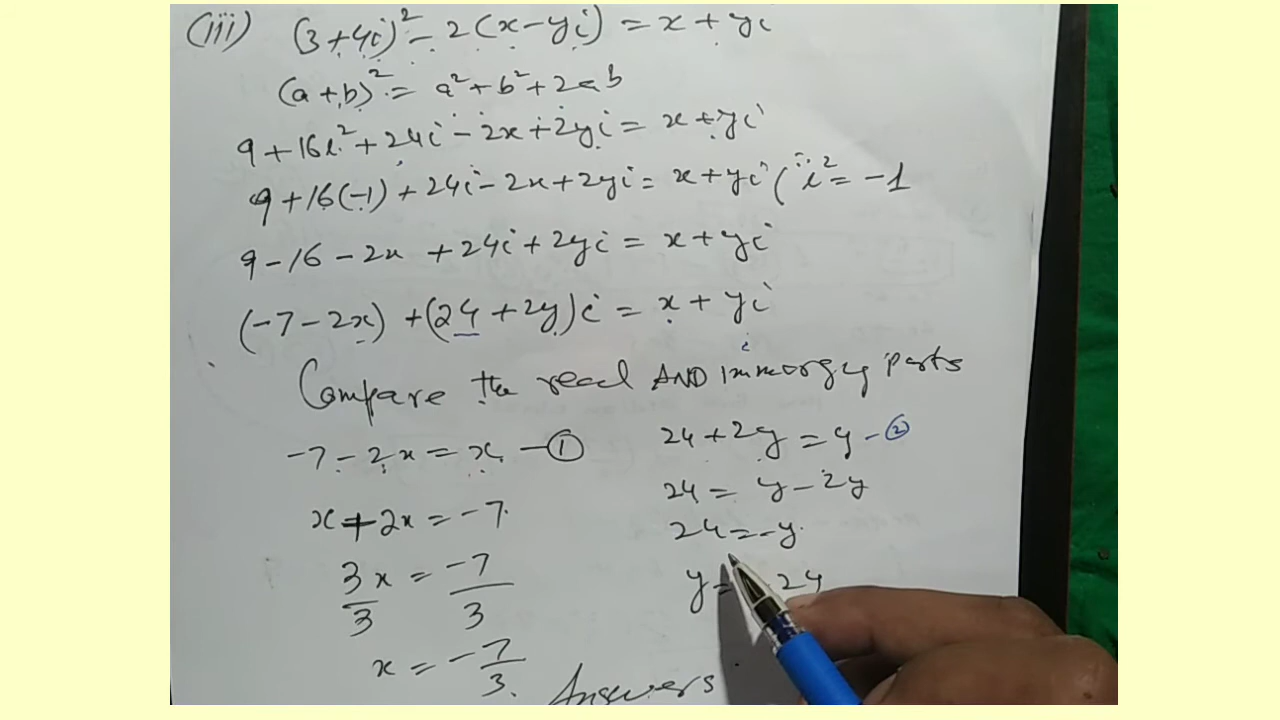 (iii) (3+4i)² - 2(x-yi) = x+yi
(a+b)² = a²+b²+2ab
9+16i²+24i-2x+2yi = x+yi
9+16(-1)+24i-2x+2yi = x+yi (∵ i² = -1
9-16-2x+24i+2yi = x+yi
(-7-2x)+(24+2y)i = x+yi
Compare the real AND immorgy parts
-7-2x = x -①
x+2x = -7
3x/3 = -7/3
x = -7/3
24+2y = y -②
24 = y-2y
24 = -y
y = -24
Answers